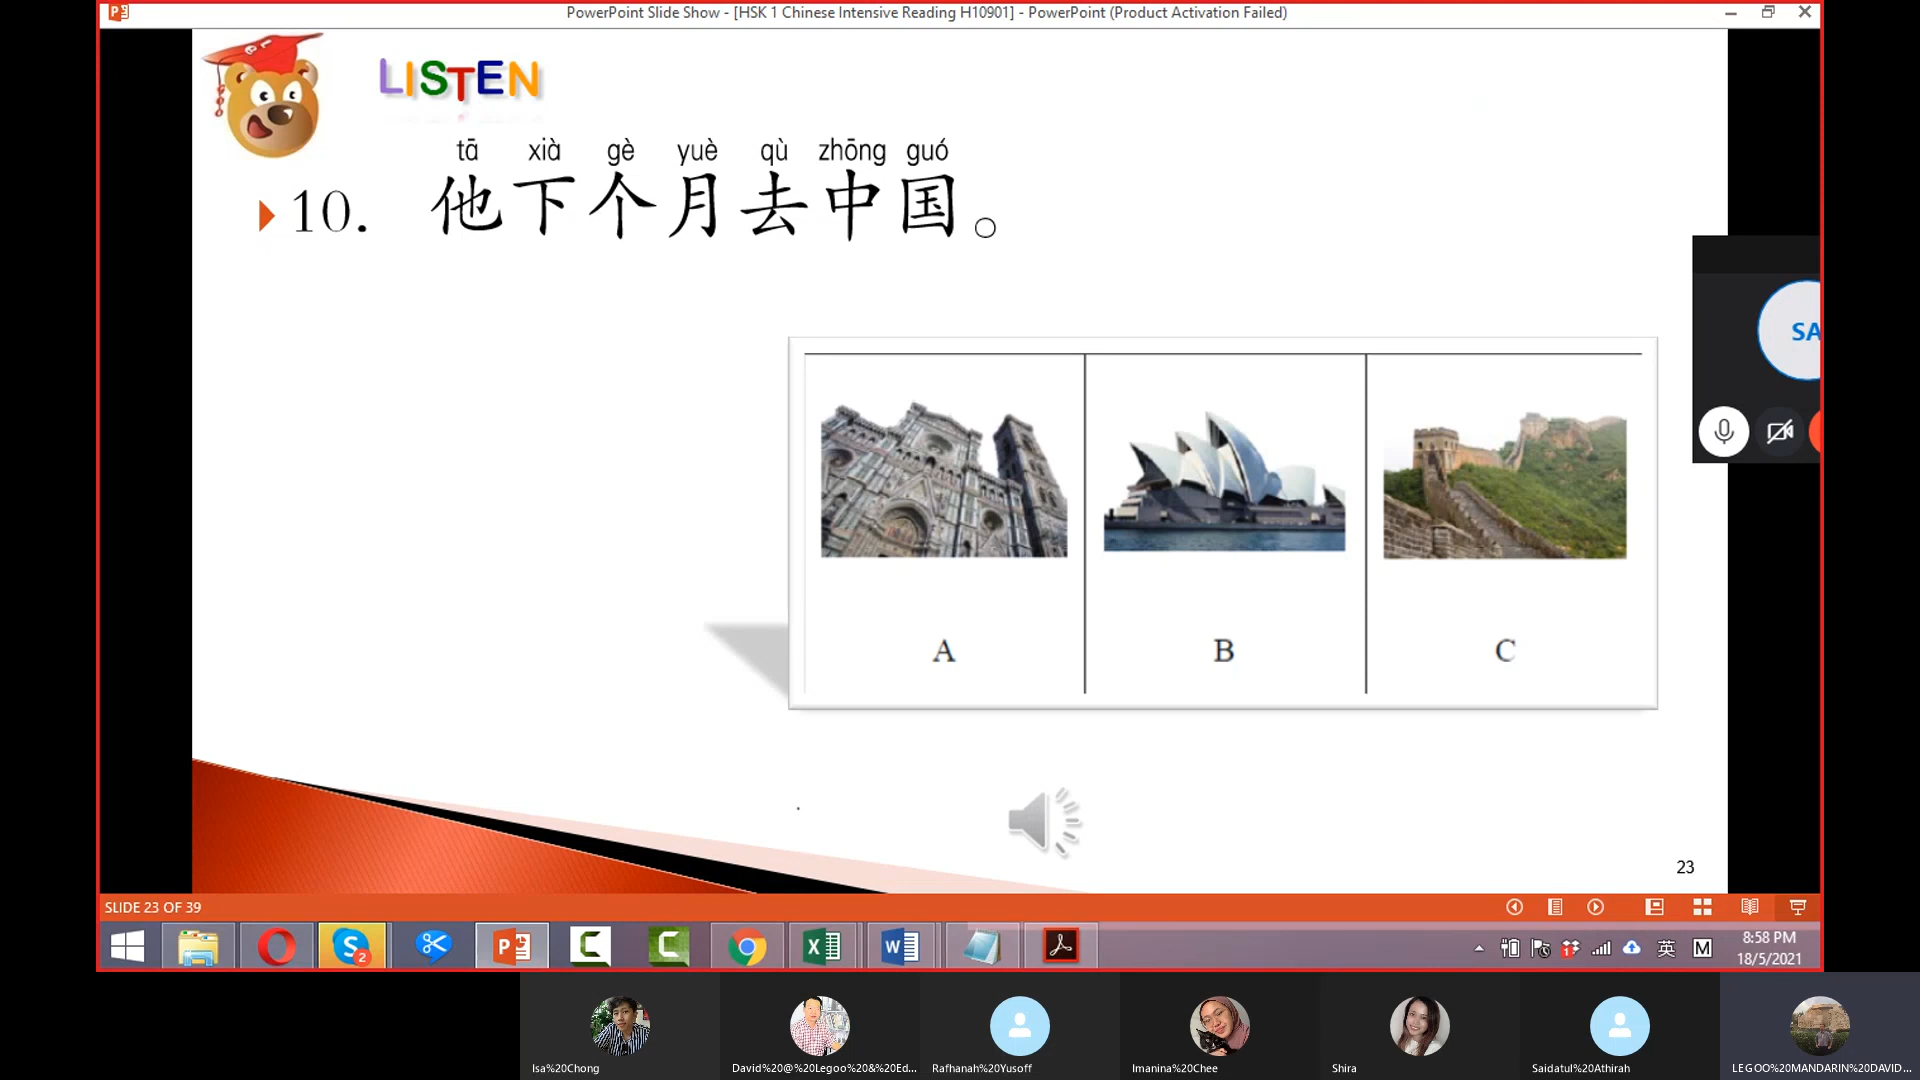 PowerPoint Slide Show - [HSK 1 Chinese Intensive Reading H10901] - PowerPoint (Product Activation Failed)
LISTEN
tā xià gè yuè qù zhōng guó
10. 他下个月去中国。
SA
A B C
23
SLIDE 23 OF 39
2
英 M
8:58 PM
18/5/2021
Isa%20Chong
David%20@%20Legoo%20&%20Ed...
Rafhanah%20Yusoff
Imanina%20Chee
Shira
Saidatul%20Athirah
LEGOO%20MANDARIN%20DAVID...